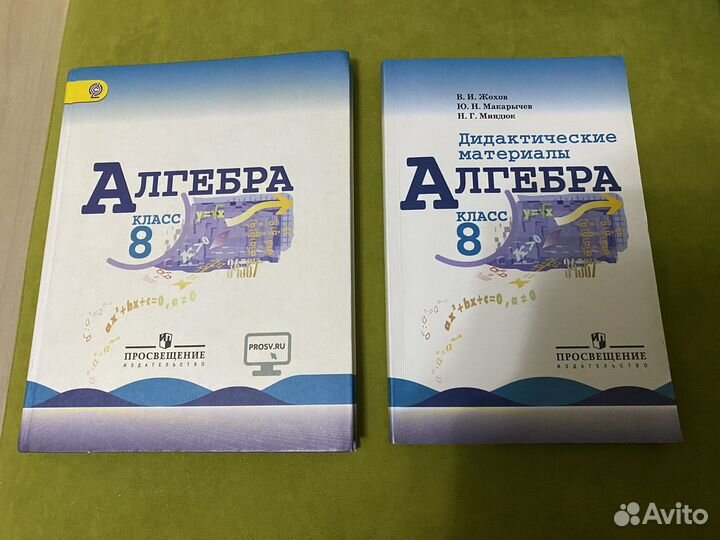 АЛГЕБРА
КЛАСС
8
y=√x
ax²+bx+c=0, a≠0
PROSV.RU
ПРОСВЕЩЕНИЕ
ИЗДАТЕЛЬСТВО
В. И. Жохов
Ю. Н. Макарычев
Н. Г. Миндюк
Дидактические
материалы
АЛГЕБРА
КЛАСС
8
y=√x
ax²+bx+c=0, a≠0
ПРОСВЕЩЕНИЕ
ИЗДАТЕЛЬСТВО
Avito